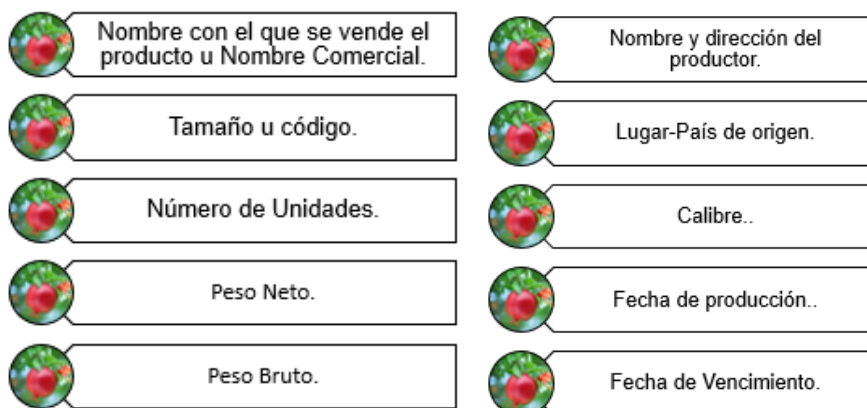 Nombre con el que se vende el
producto u Nombre Comercial.
Tamaño u código.
Número de Unidades.
Peso Neto.
Peso Bruto.
Nombre y dirección del
productor.
Lugar-País de origen.
Calibre..
Fecha de producción..
Fecha de Vencimiento.